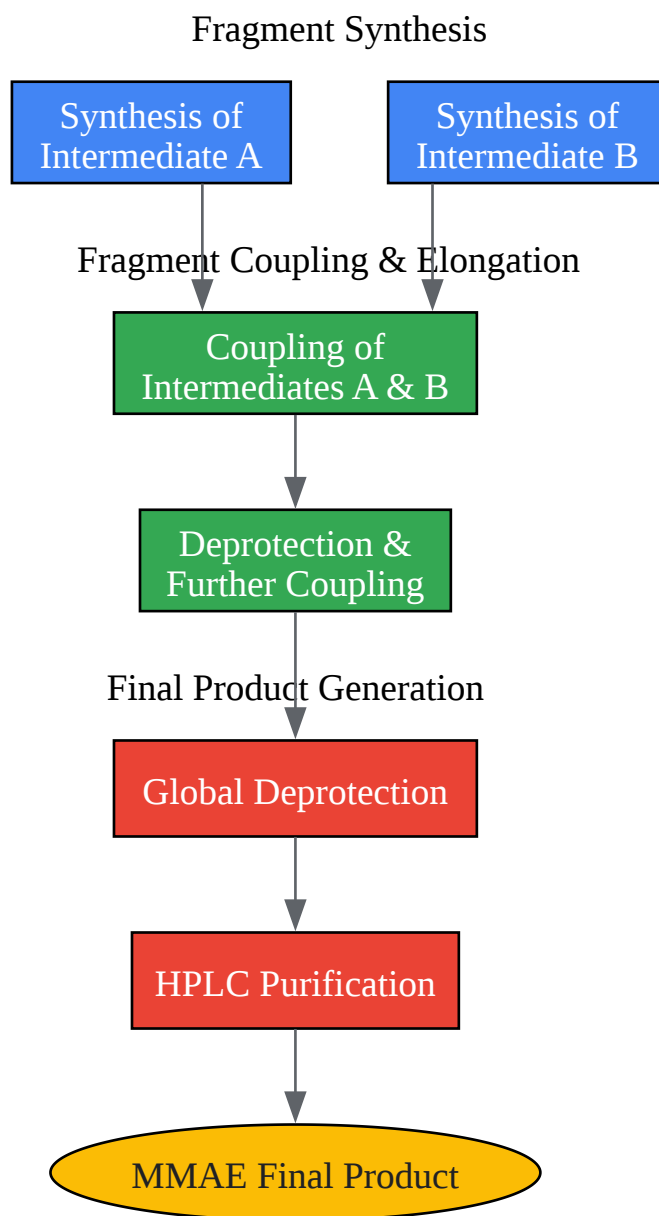 Fragment Synthesis
Synthesis of
Intermediate A
Synthesis of
Intermediate B
Fragment Coupling & Elongation
Coupling of
Intermediates A & B
Deprotection &
Further Coupling
Final Product Generation
Global Deprotection
HPLC Purification
MMAE Final Product